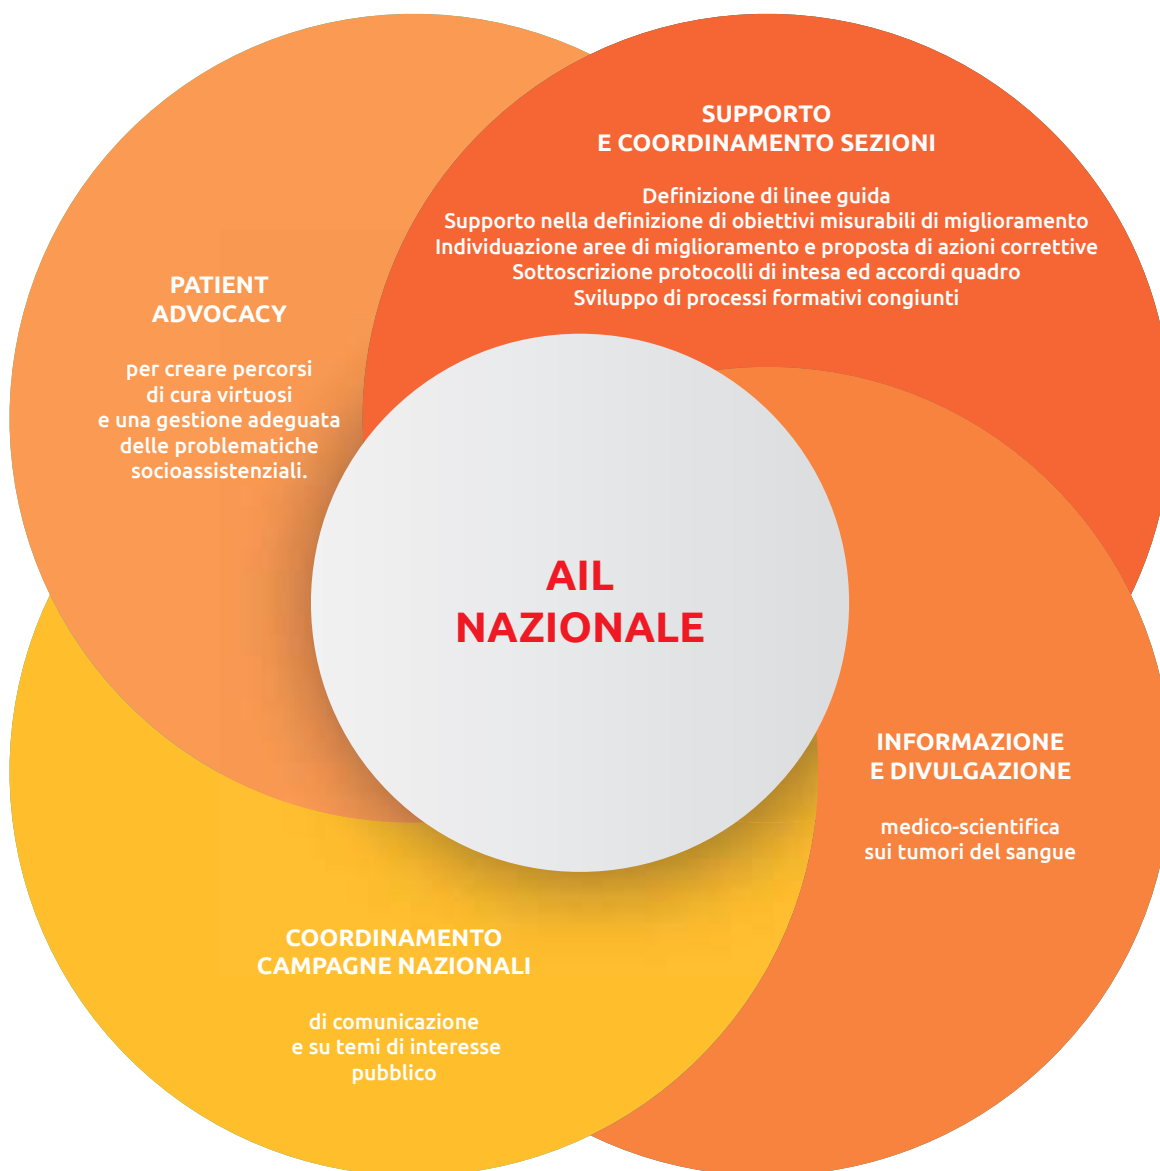 SUPPORTO
E COORDINAMENTO SEZIONI
Definizione di linee guida
Supporto nella definizione di obiettivi misurabili di miglioramento
Individuazione aree di miglioramento e proposta di azioni correttive
Sottoscrizione protocolli di intesa ed accordi quadro
Sviluppo di processi formativi congiunti
PATIENT
ADVOCACY
per creare percorsi
di cura virtuosi
e una gestione adeguata
delle problematiche
socioassistenziali.
AIL
NAZIONALE
INFORMAZIONE
E DIVULGAZIONE
medico-scientifica
sui tumori del sangue
COORDINAMENTO
CAMPAGNE NAZIONALI
di comunicazione
e su temi di interesse
pubblico